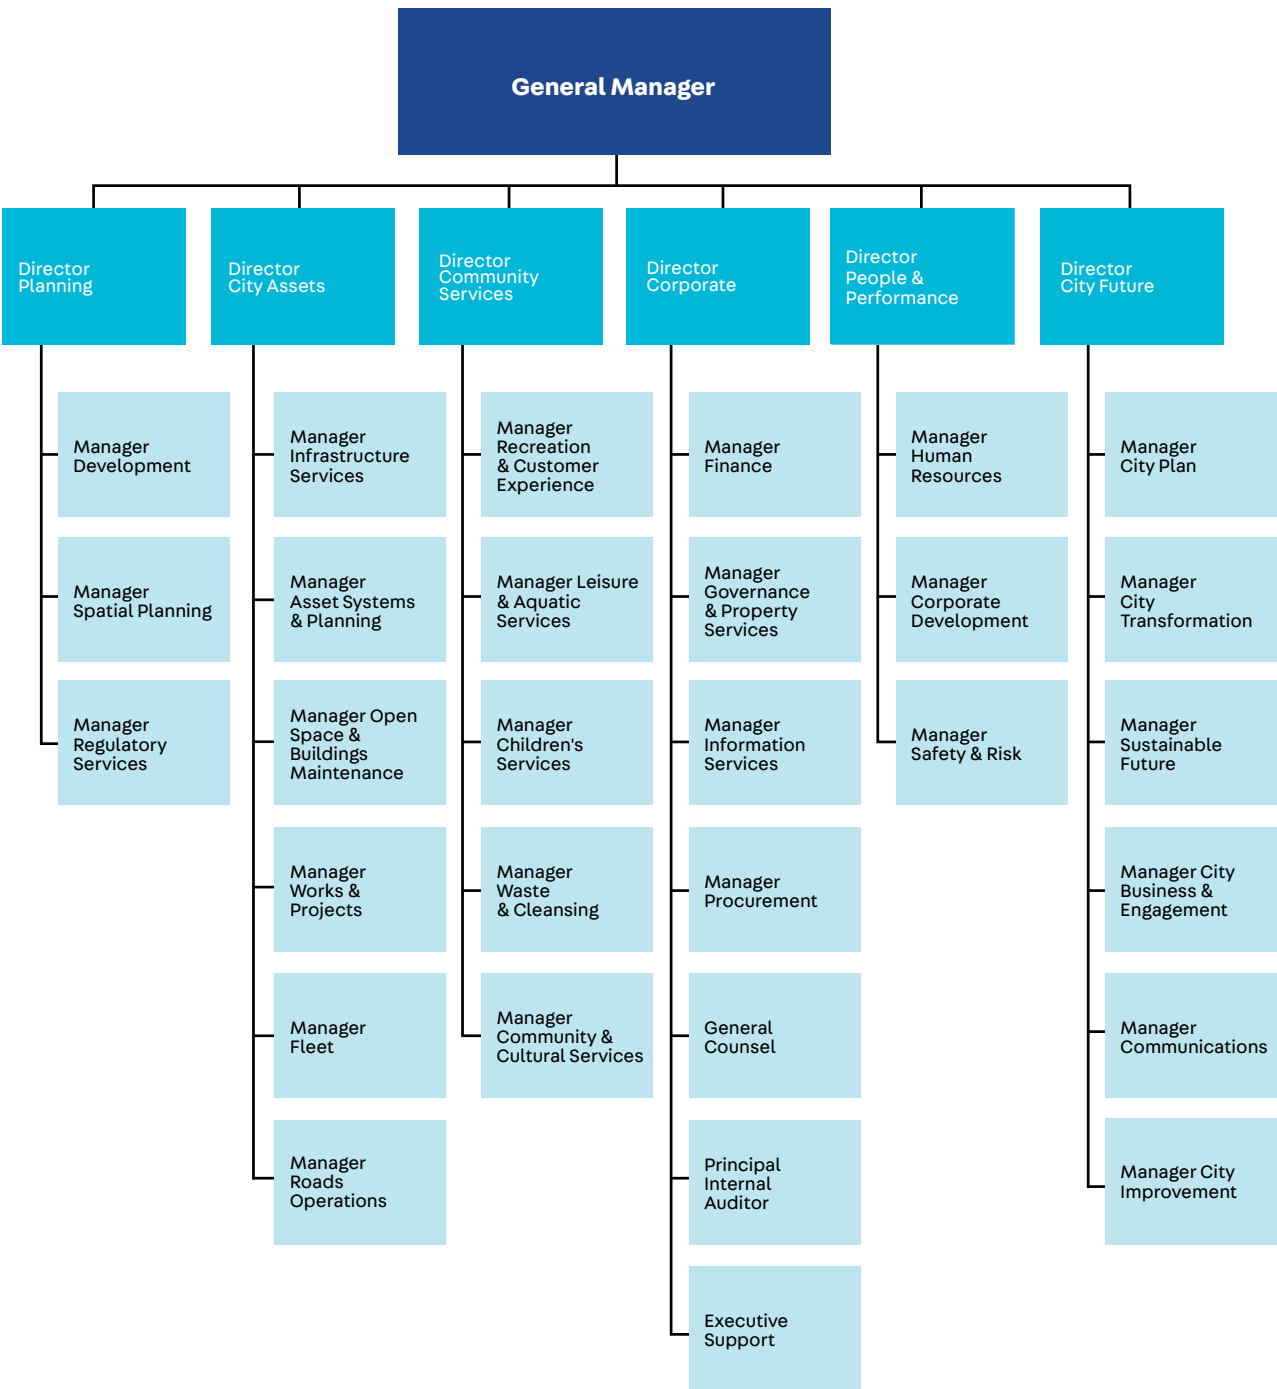 General Manager
Director
Planning
Director
City Assets
Director
Community
Services
Director
Corporate
Director
People &
Performance
Director
City Future
Manager
Development
Manager
Spatial Planning
Manager
Regulatory
Services
Manager
Infrastructure
Services
Manager
Asset Systems
& Planning
Manager Open
Space &
Buildings
Maintenance
Manager
Works &
Projects
Manager
Fleet
Manager
Roads
Operations
Manager
Recreation
& Customer
Experience
Manager Leisure
& Aquatic
Services
Manager
Children's
Services
Manager
Waste
& Cleansing
Manager
Community &
Cultural Services
Manager
Finance
Manager
Governance
& Property
Services
Manager
Information
Services
Manager
Procurement
General
Counsel
Principal
Internal
Auditor
Executive
Support
Manager
Human
Resources
Manager
Corporate
Development
Manager
Safety & Risk
Manager
City Plan
Manager
City
Transformation
Manager
Sustainable
Future
Manager City
Business &
Engagement
Manager
Communications
Manager City
Improvement